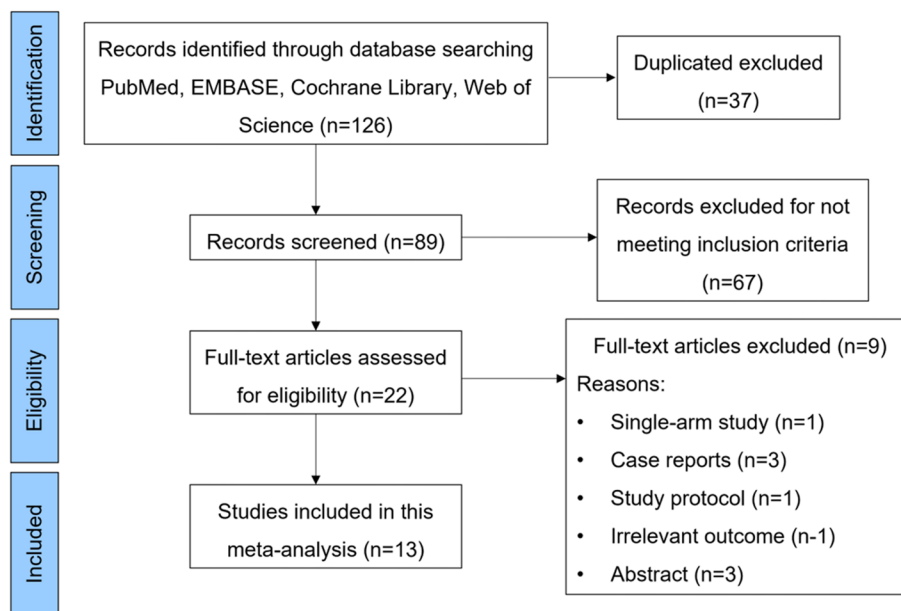 Identification
Records identified through database searching
PubMed, EMBASE, Cochrane Library, Web of
Science (n=126)
Duplicated excluded
(n=37)
Screening
Records screened (n=89)
Records excluded for not
meeting inclusion criteria
(n=67)
Eligibility
Full-text articles assessed
for eligibility (n=22)
Full-text articles excluded (n=9)
Reasons:
• Single-arm study (n=1)
• Case reports (n=3)
• Study protocol (n=1)
• Irrelevant outcome (n-1)
• Abstract (n=3)
Included
Studies included in this
meta-analysis (n=13)